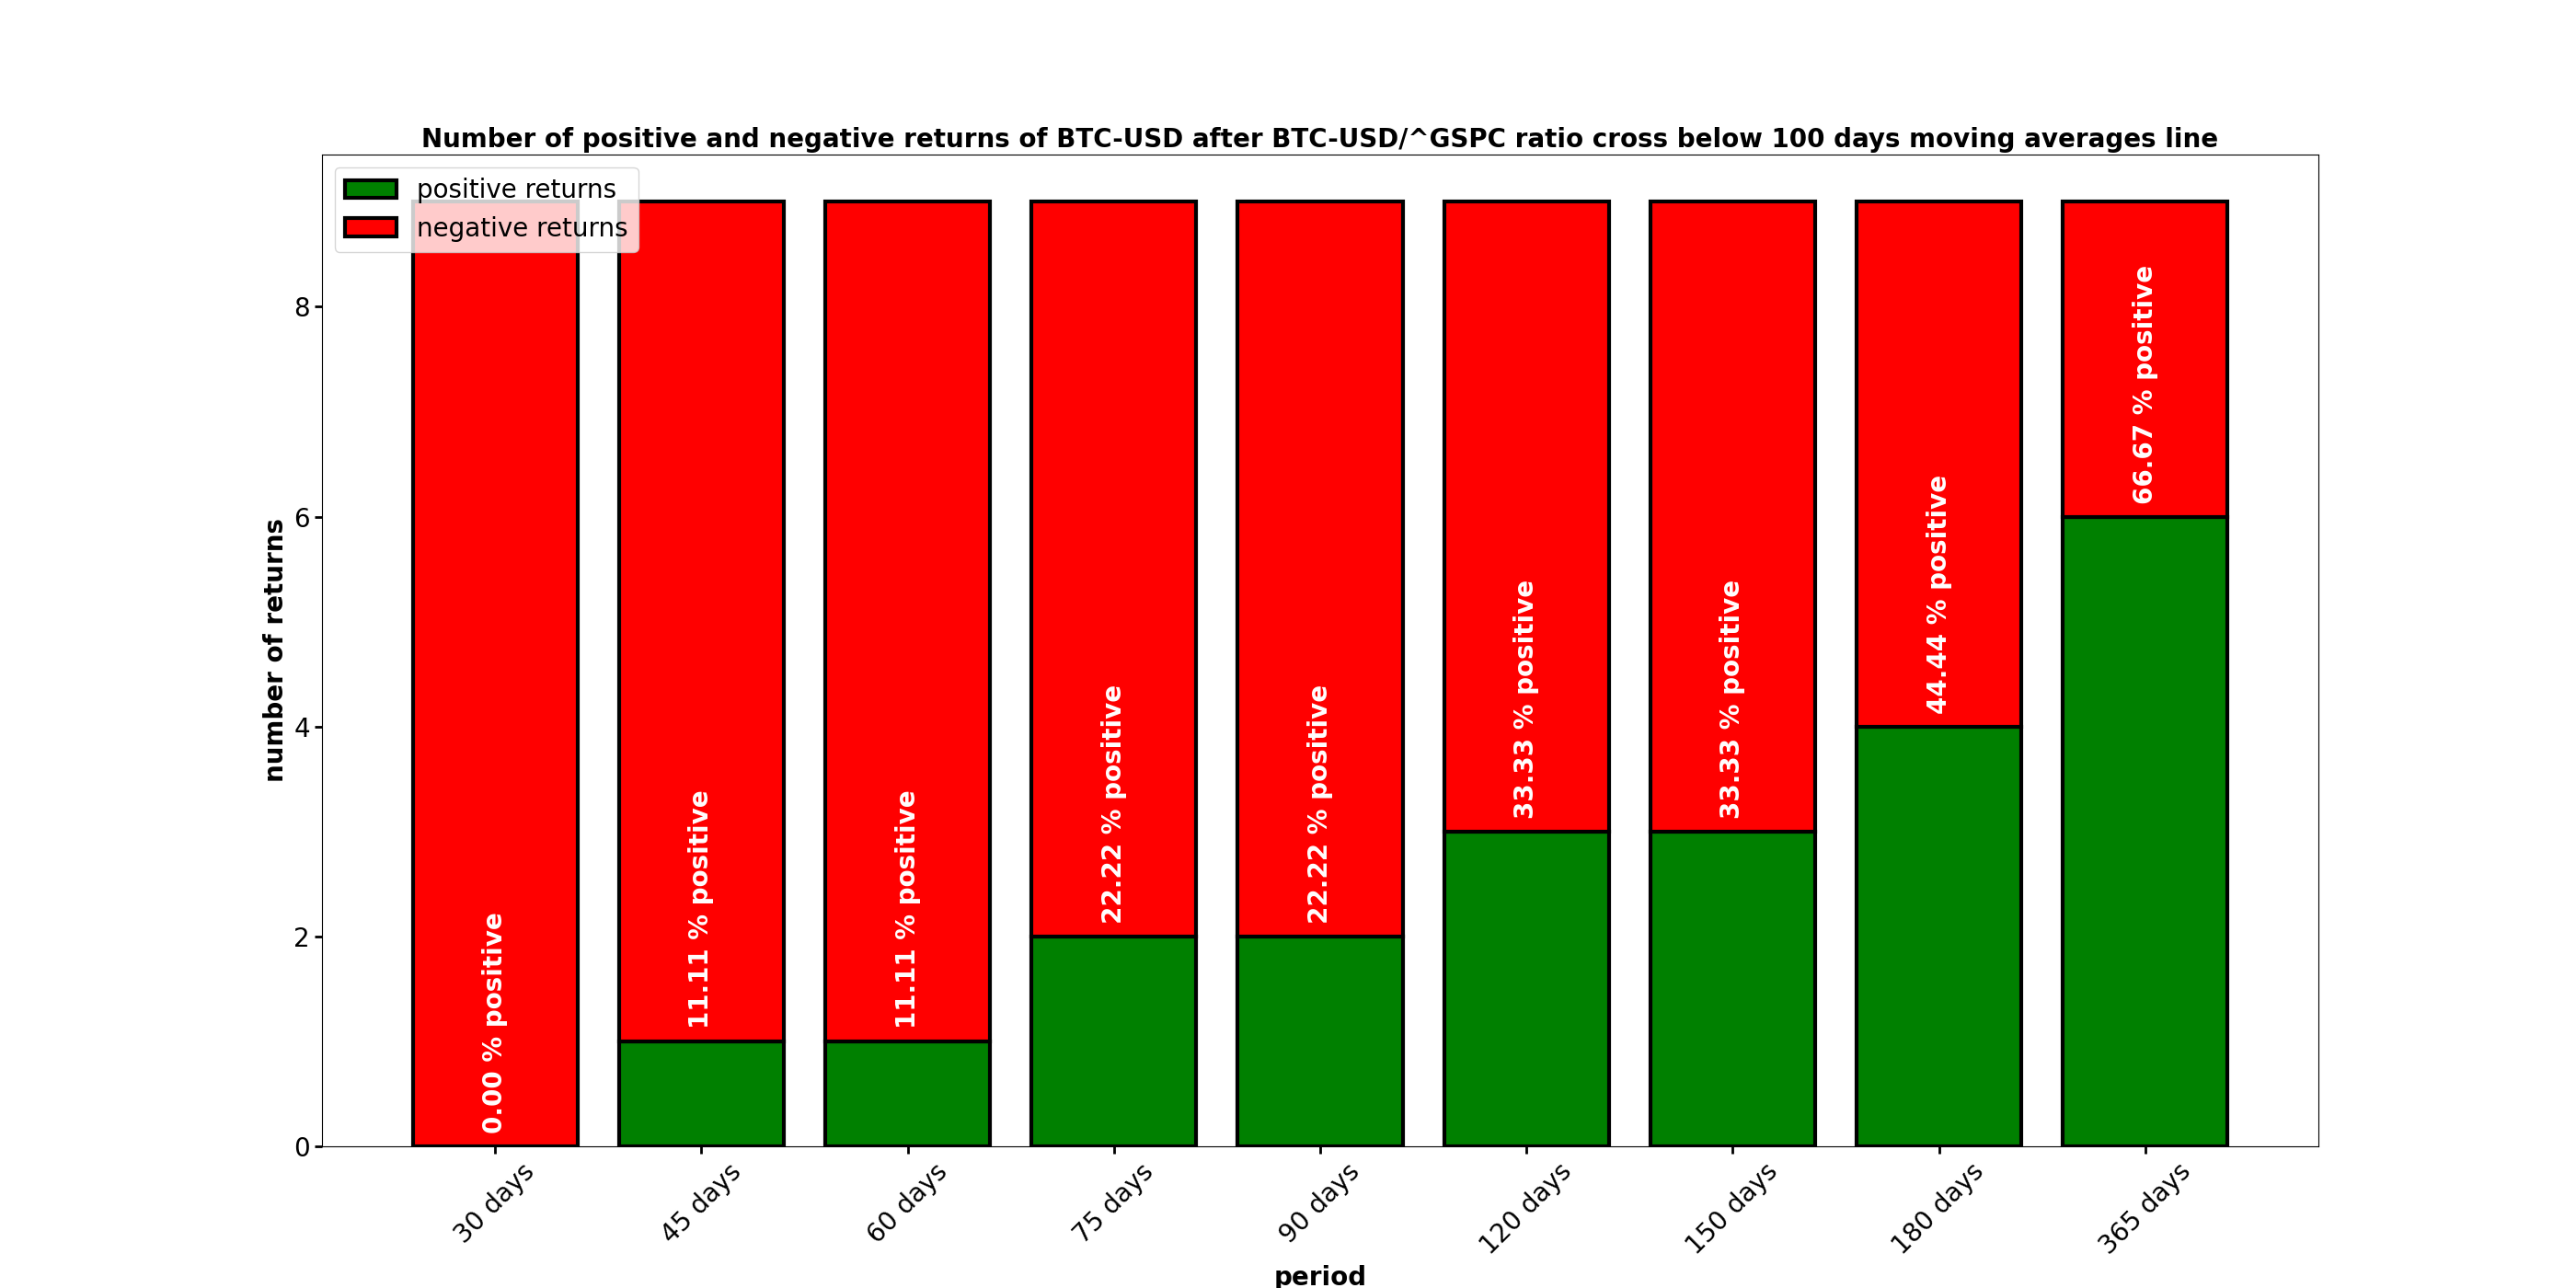 Number of positive and negative returns of BTC-USD after BTC-USD/^GSPC ratio cross below 100 days moving averages line
positive returns
negative returns
number of returns
8
6
4
2
0
0.00 % positive
11.11 % positive
11.11 % positive
22.22 % positive
22.22 % positive
33.33 % positive
33.33 % positive
44.44 % positive
66.67 % positive
30 days
45 days
60 days
75 days
90 days
120 days
150 days
180 days
365 days
period